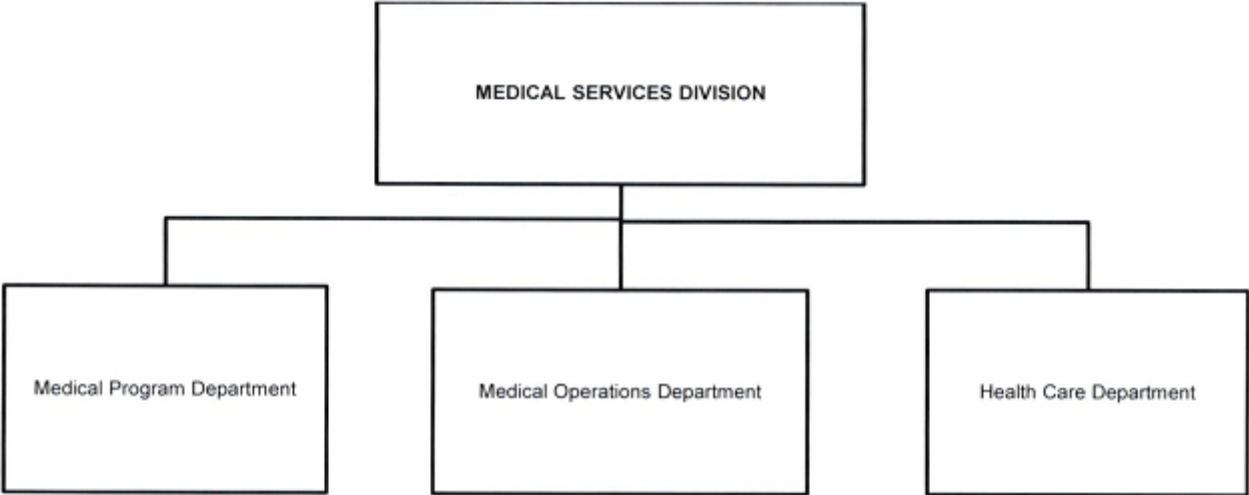 MEDICAL SERVICES DIVISION
Medical Program Department
Medical Operations Department
Health Care Department